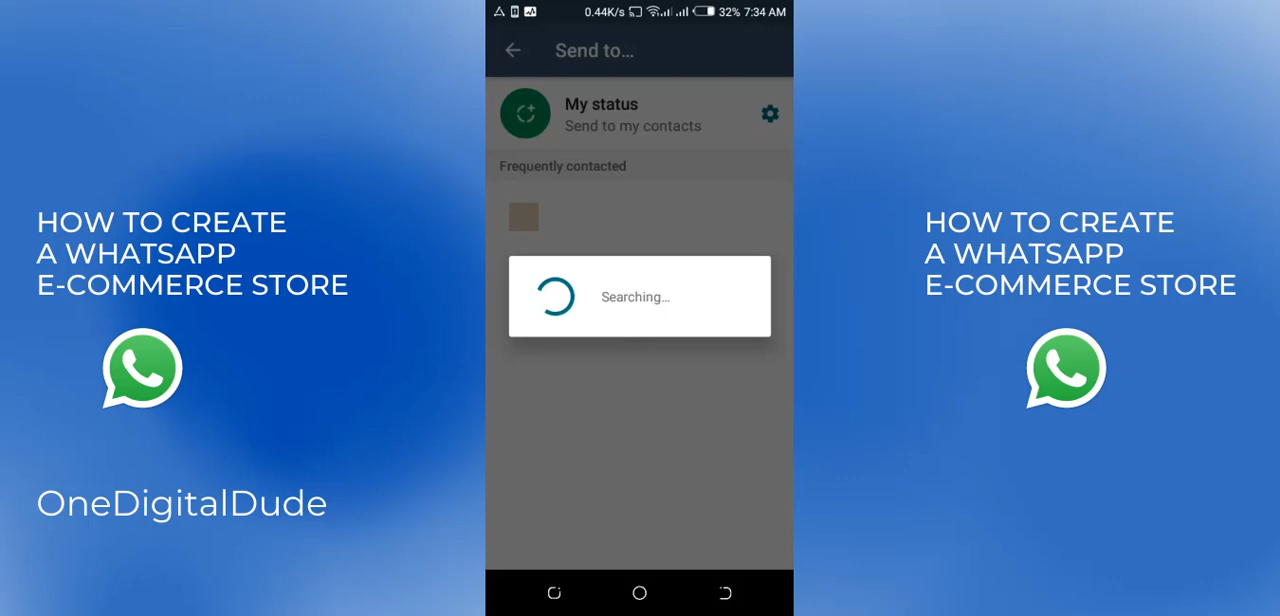 0.44K/s 32% 7:34 AM
Send to...
My status
Send to my contacts
Frequently contacted
Searching...
HOW TO CREATE
A WHATSAPP
E-COMMERCE STORE
OneDigitalDude
HOW TO CREATE
A WHATSAPP
E-COMMERCE STORE